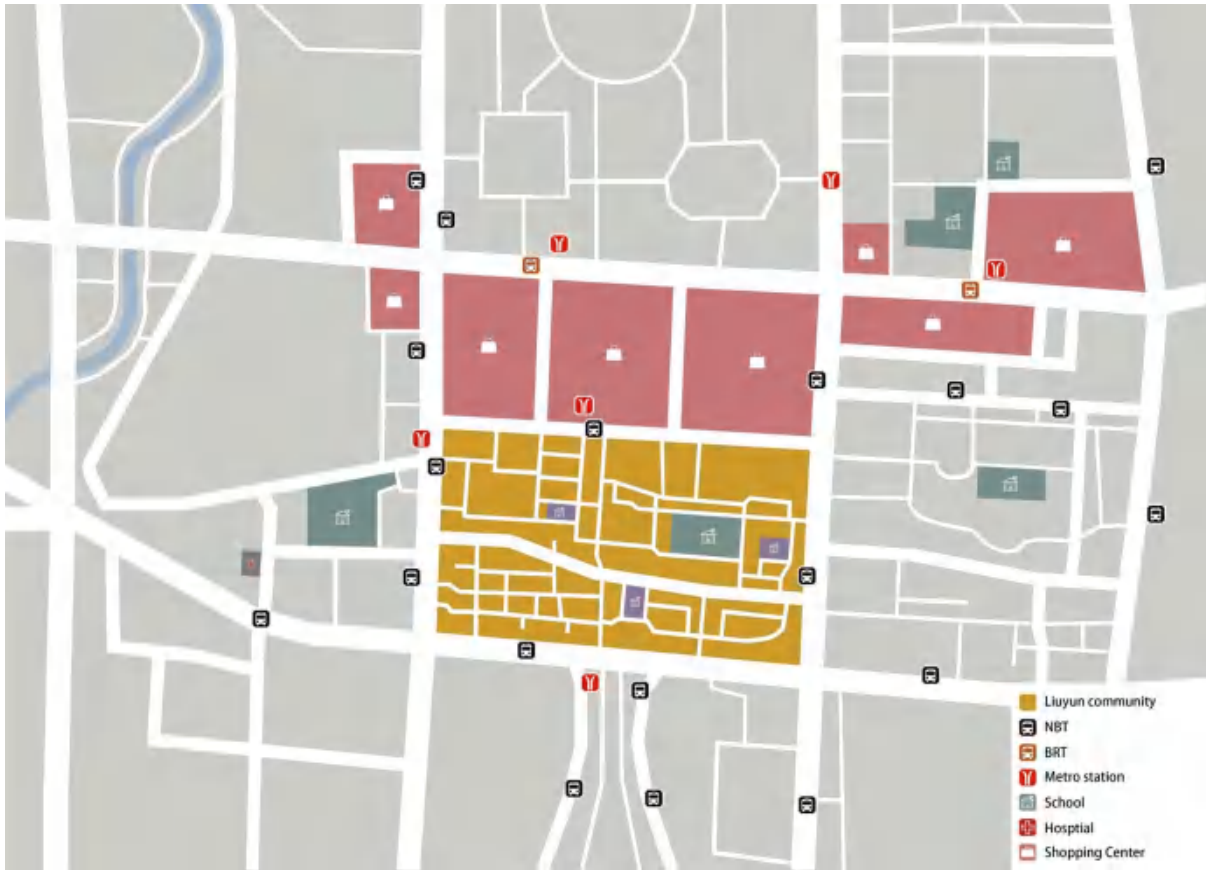 Liuyun community
NBT
BRT
Metro station
School
Hosptial
Shopping Center